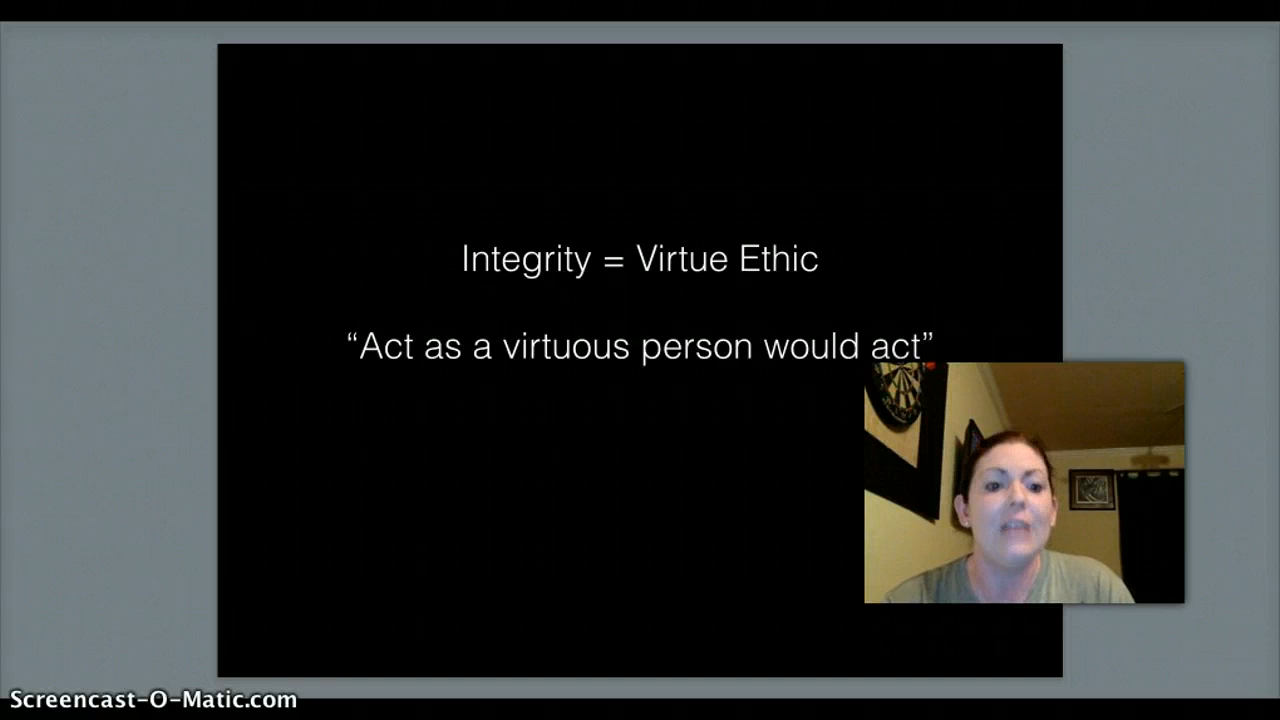 Integrity = Virtue Ethic
“Act as a virtuous person would act”
Screencast-O-Matic.com